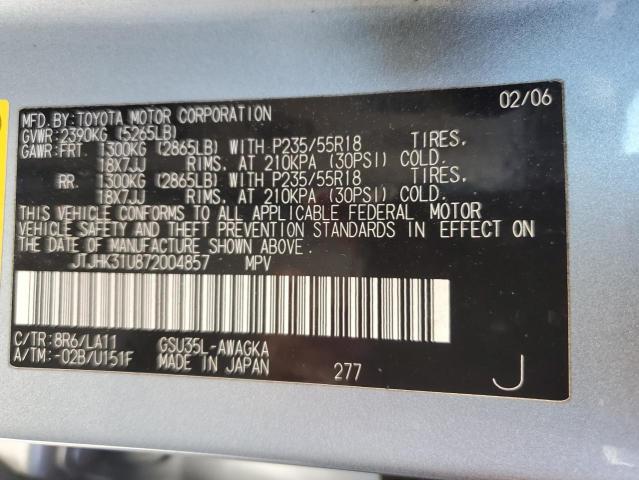 02/06
MFD.BY:TOYOTA MOTOR CORPORATION
GVWR:2390KG (5265LB)
GAWR:FRT 1300KG (2865LB) WITH P235/55R18 TIRES,
18X7JJ RIMS, AT 210KPA (30PSI) COLD.
RR 1300KG (2865LB) WITH P235/55R18 TIRES,
18X7JJ RIMS, AT 210KPA (30PSI) COLD.
THIS VEHICLE CONFORMS TO ALL APPLICABLE FEDERAL MOTOR
VEHICLE SAFETY AND THEFT PREVENTION STANDARDS IN EFFECT ON
THE DATE OF MANUFACTURE SHOWN ABOVE.
JTJHK31U872004857 MPV
C/TR:8R6/LA11 GSU35L-AWAGKA
A/TM:-02B/U151F MADE IN JAPAN 277 J